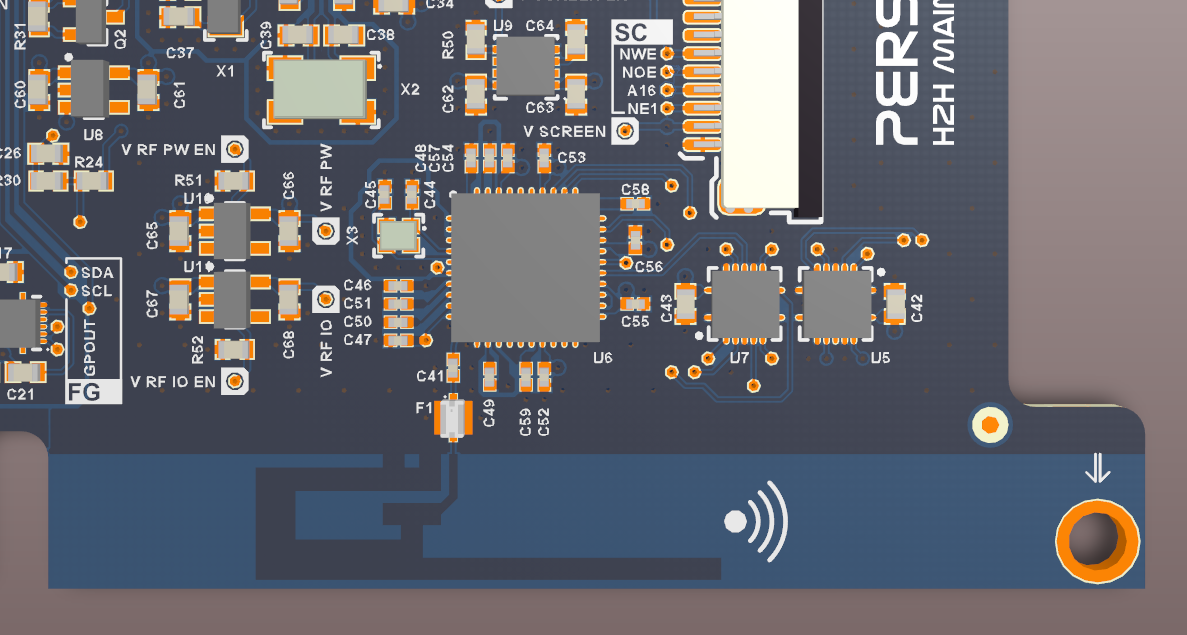 C34
R31
Q2
C37
X1
C39
C38
X2
R50
U9
C64
SC
NWE
NOE
A16
NE1
PERS
H2H MAIN
C60
C61
U8
C62
C63
V SCREEN
C26
R24
R30
V RF PW EN
V RF PW
R51
C66
C48
C57
C54
C53
C45
C44
C65
X3
C58
C56
SDA
SCL
GPOUT
FG
C67
C68
C46
C51
C50
C47
V RF IO
R52
V RF IO EN
C55
U6
C43
U7
U5
C42
C21
C41
F1
C49
C59
C52